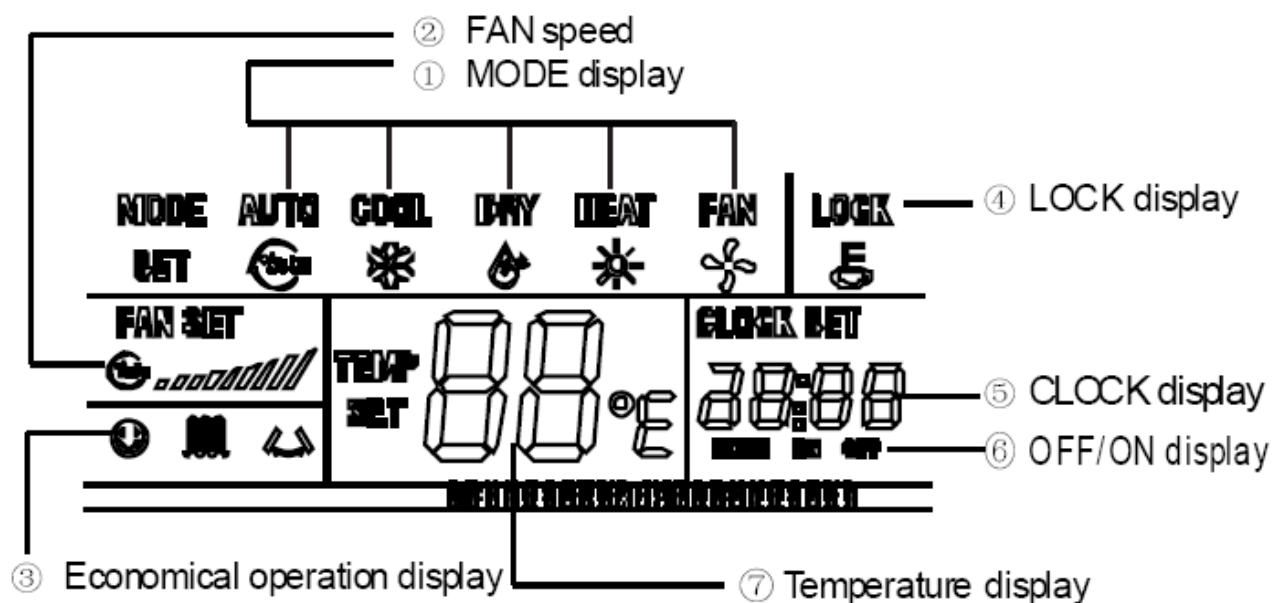 ② FAN speed
① MODE display
MODE AUTO COOL DRY HEAT FAN LOCK
SET
④ LOCK display
FAN SET
CLOCK SET
TEMP
SET
88 °E
28:88
⑤ CLOCK display
ON OFF
⑥ OFF/ON display
③ Economical operation display
⑦ Temperature display